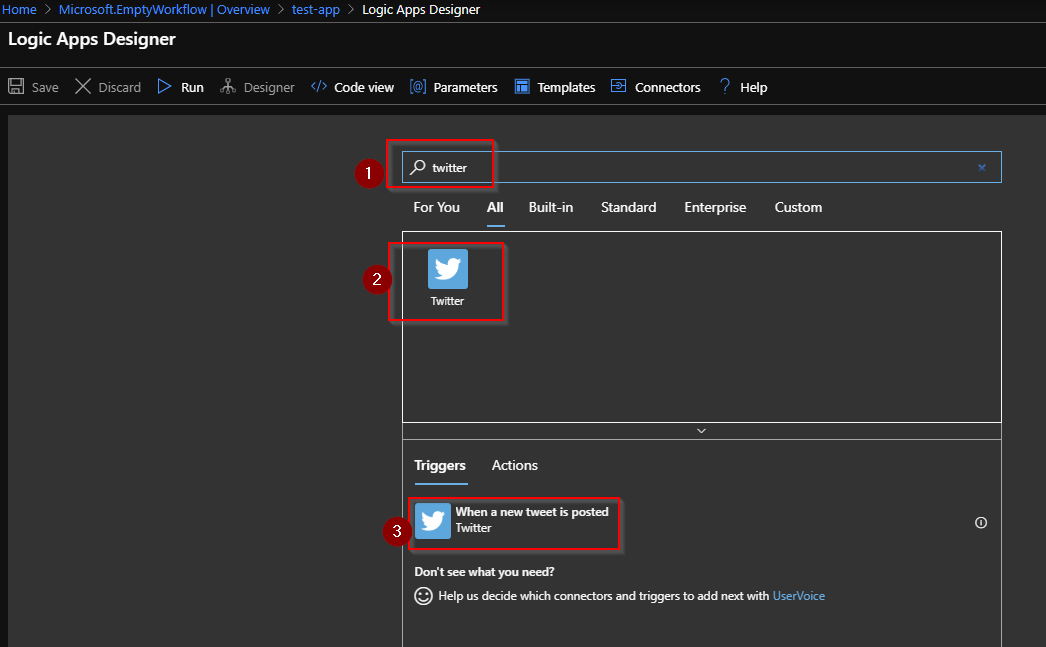 Home > Microsoft.EmptyWorkflow | Overview > test-app > Logic Apps Designer
Logic Apps Designer
Save Discard Run Designer Code view Parameters Templates Connectors ? Help
1 twitter ×
For You All Built-in Standard Enterprise Custom
2
Twitter
Triggers Actions
When a new tweet is posted
3 Twitter
Don't see what you need?
Help us decide which connectors and triggers to add next with UserVoice